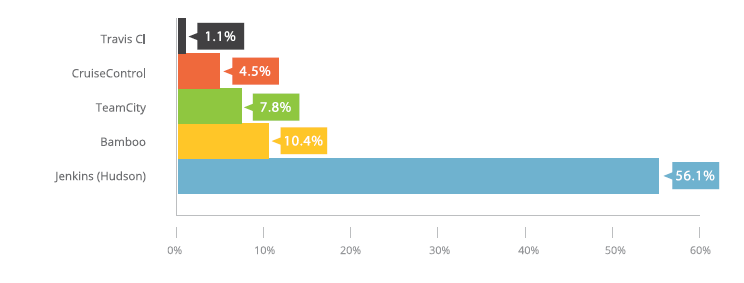 Travis CI 1.1%
CruiseControl 4.5%
TeamCity 7.8%
Bamboo 10.4%
Jenkins (Hudson) 56.1%
0% 10% 20% 30% 40% 50% 60%